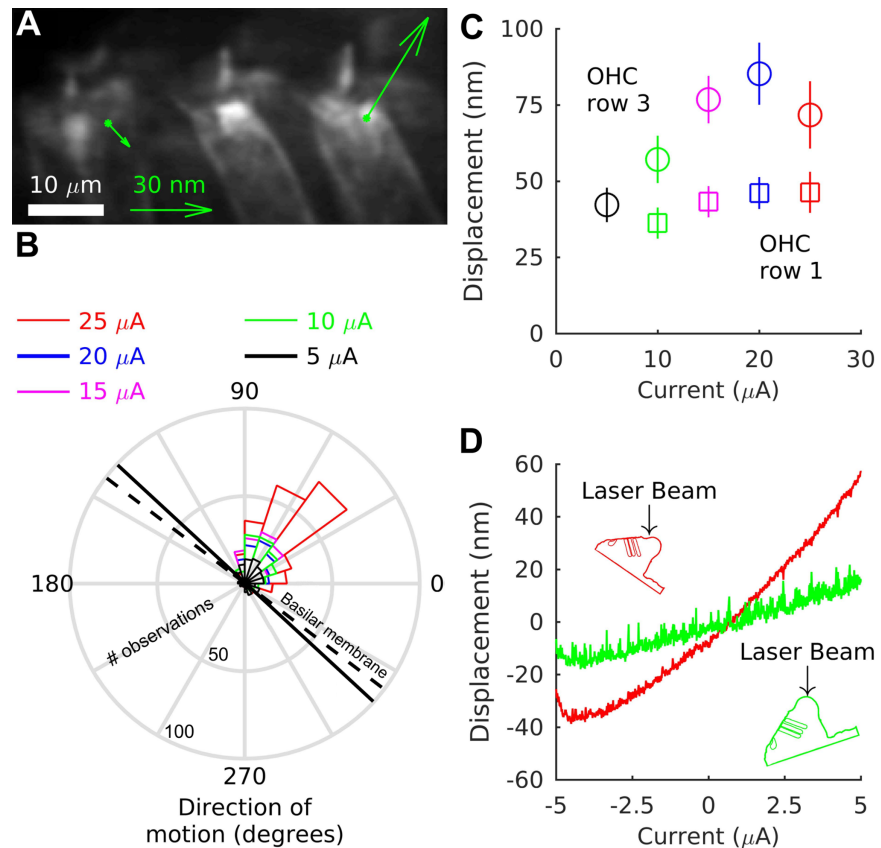 A
10 μm
30 nm
B
25 μA
20 μA
15 μA
10 μA
5 μA
90
180
0
270
# observations
50
100
Basilar membrane
Direction of
motion (degrees)
C
Displacement (nm)
100
75
50
25
0
OHC
row 3
OHC
row 1
0
10
20
30
Current (μA)
D
Displacement (nm)
60
40
20
0
-20
-40
-60
Laser Beam
Laser Beam
-5
-2.5
0
2.5
5
Current (μA)